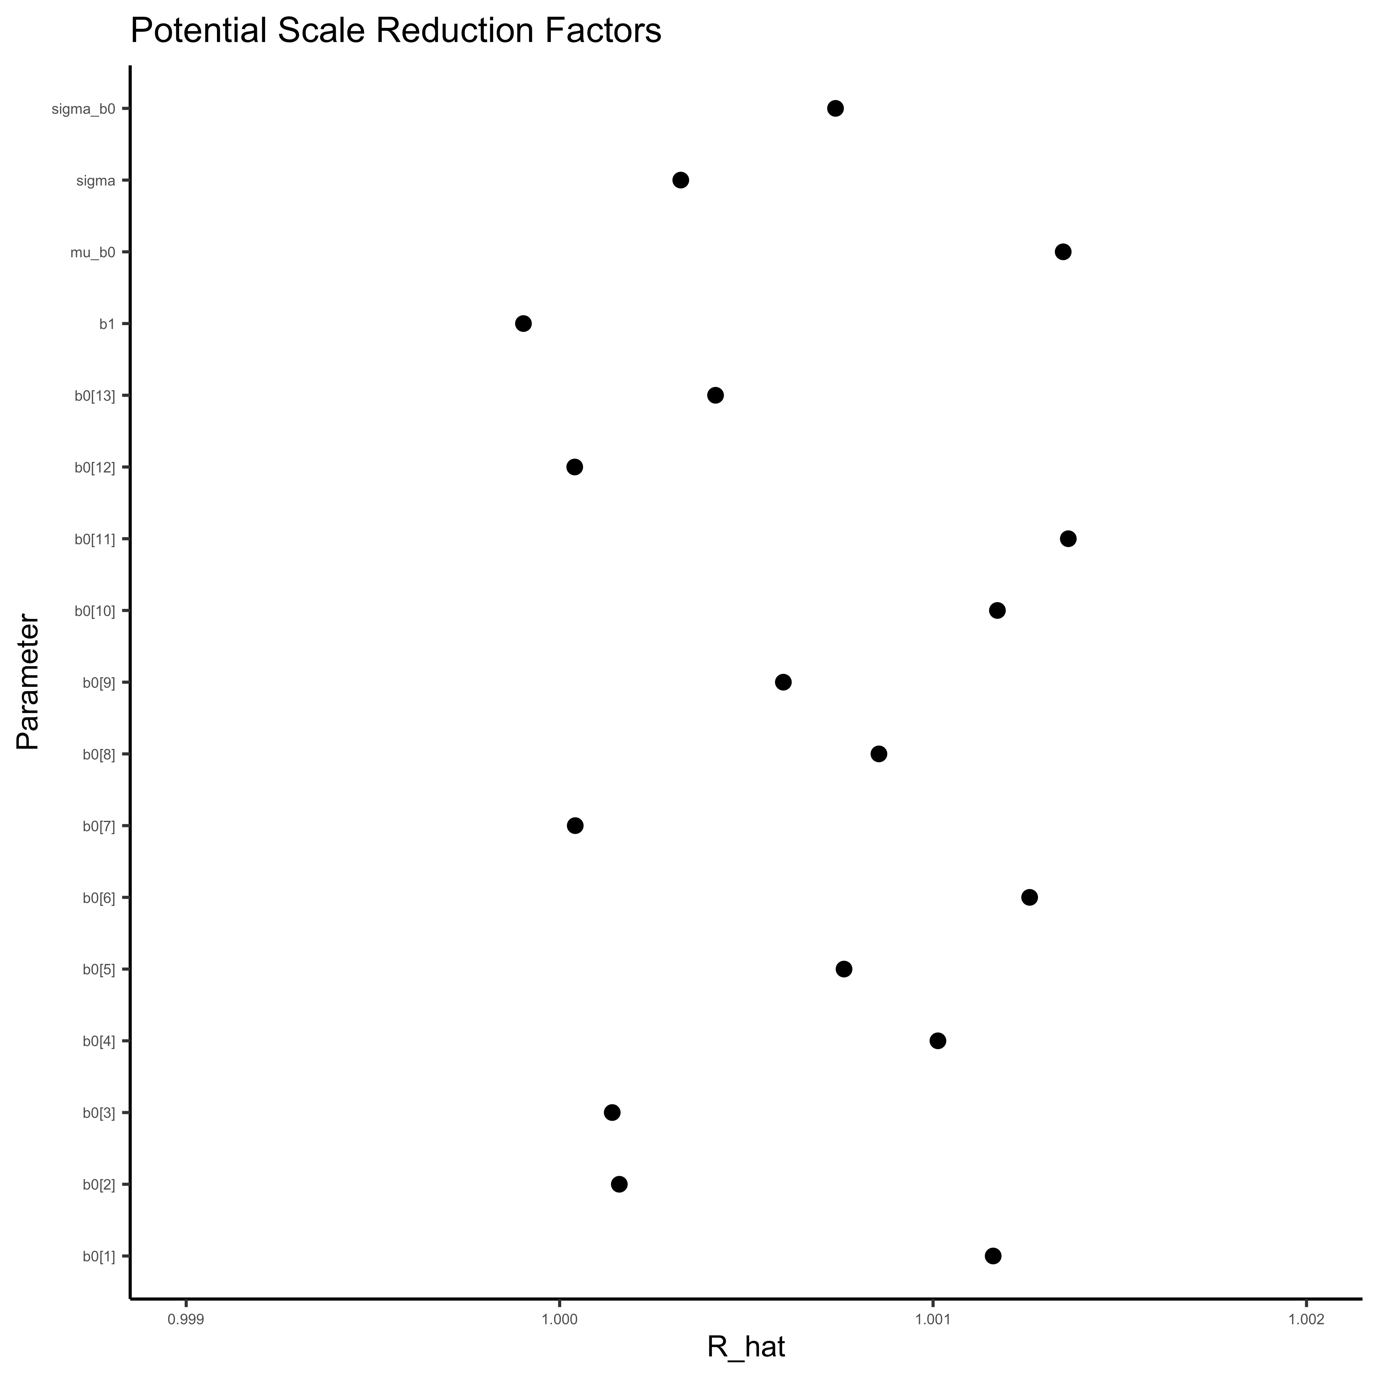 Potential Scale Reduction Factors
sigma_b0
sigma
mu_b0
b1
b0[13]
b0[12]
b0[11]
b0[10]
b0[9]
b0[8]
b0[7]
b0[6]
b0[5]
b0[4]
b0[3]
b0[2]
b0[1]
Parameter
0.999 1.000 1.001 1.002
R_hat